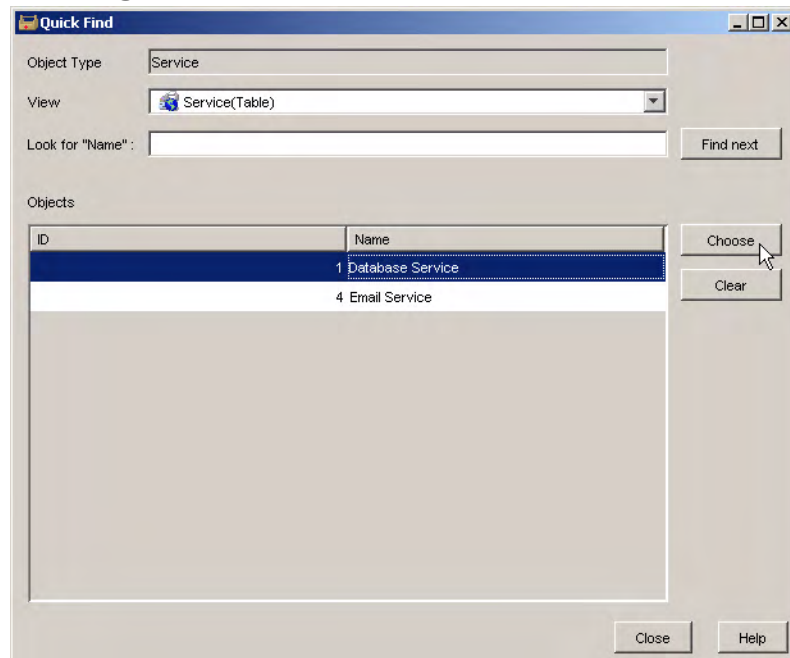 Quick Find
Object Type Service
View Service(Table)
Look for "Name" : Find next
Objects
ID Name Choose
1 Database Service
4 Email Service Clear
Close Help